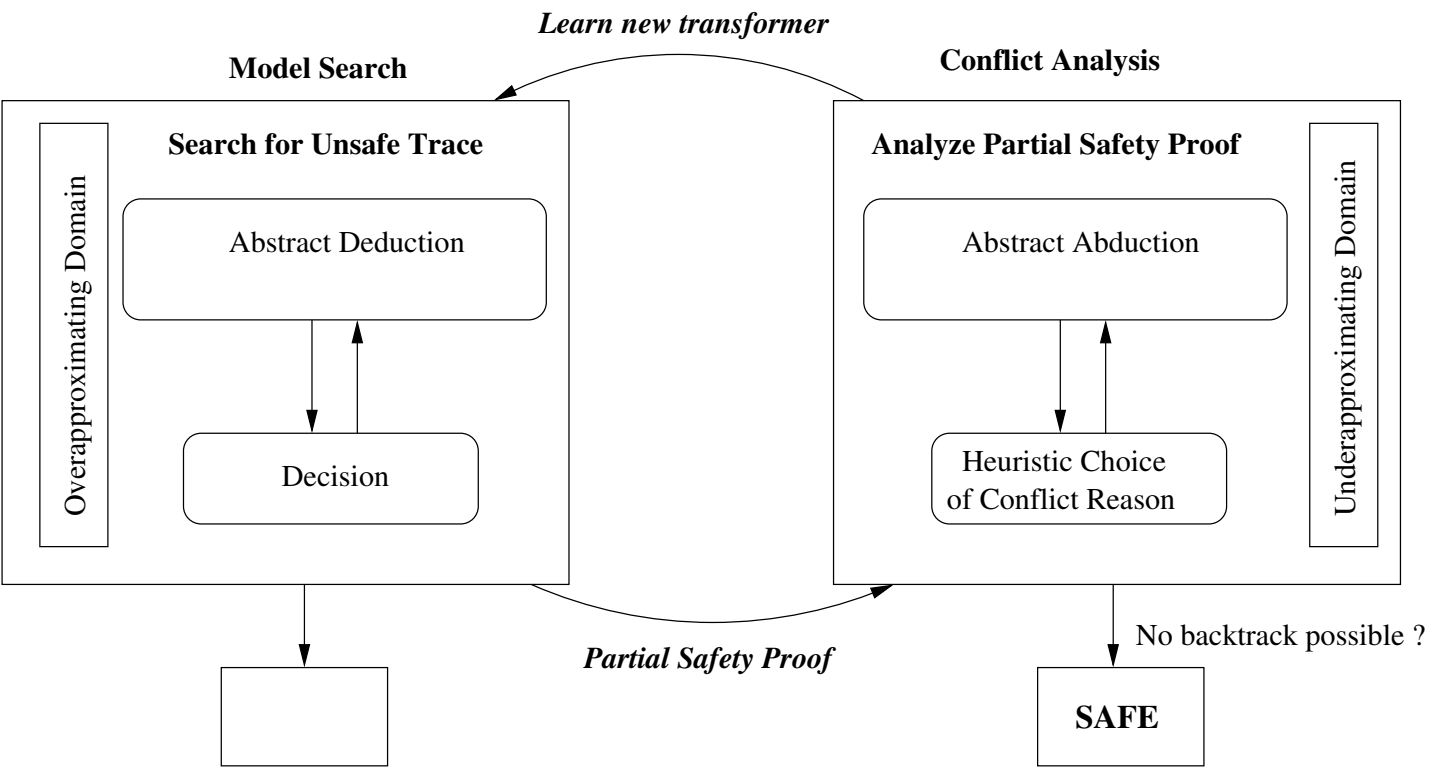 Learn new transformer
Model Search
Conflict Analysis
Search for Unsafe Trace
Overapproximating Domain
Abstract Deduction
Decision
Analyze Partial Safety Proof
Abstract Abduction
Heuristic Choice
of Conflict Reason
Underapproximating Domain
Partial Safety Proof
No backtrack possible ?
SAFE